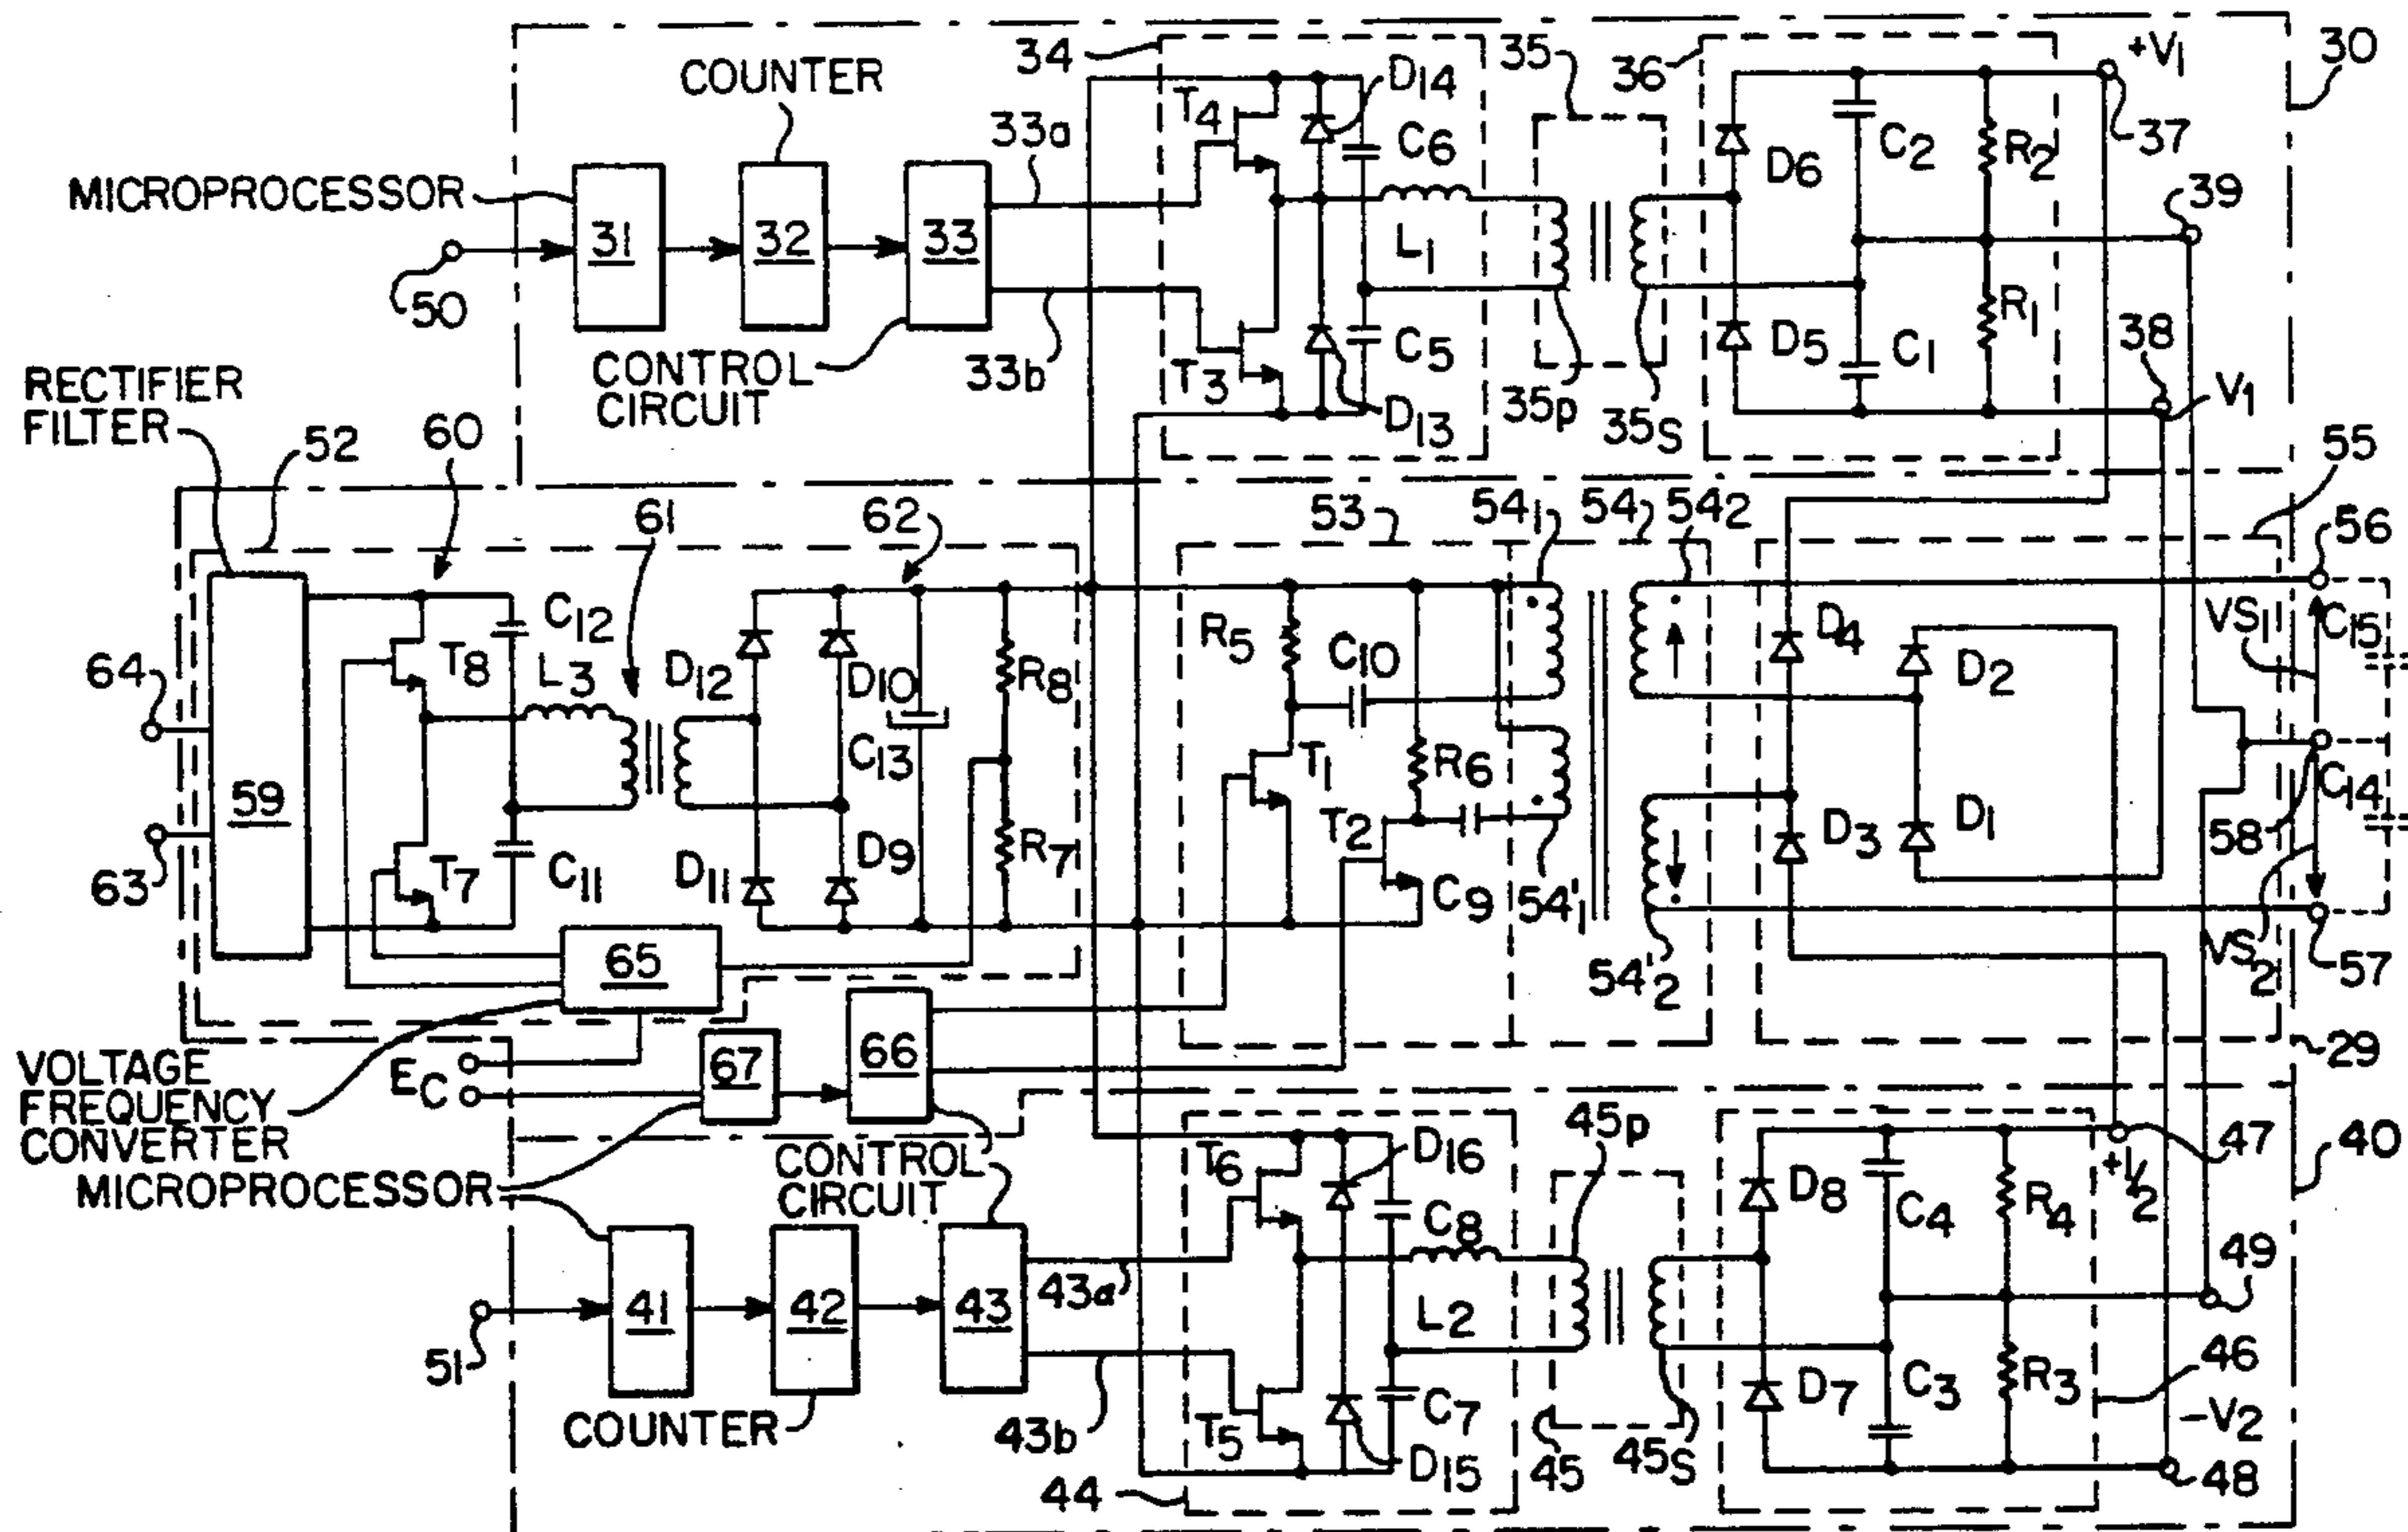 34
35
36
+V1
30
COUNTER
D14
T4
33a
C6
C2
R2
37
MICROPROCESSOR
D6
39
31
32
33
L1
50
R1
38
RECTIFIER
FILTER
CONTROL
CIRCUIT
33b
T3
C5
D5
C1
V1
D13
35p
35S
52
60
55
61
62
53
541
54
542
56
C12
R5
D4
VS1
C15
T8
L3
D12
D10
R8
C10
D2
64
59
C13
T1
R6
C14
T2
D3
D1
58
63
T7
C11
D11
D9
R7
C9
54'1
65
54'2
VS2
57
VOLTAGE
FREQUENCY
CONVERTER
EC
67
66
29
45p
MICROPROCESSOR
CONTROL
CIRCUIT
T6
D16
47
40
+V2
D8
C4
R4
C8
43a
49
41
42
43
L2
51
46
D7
C3
R3
COUNTER
43b
T5
C7
-V2
D15
45
45S
44
48